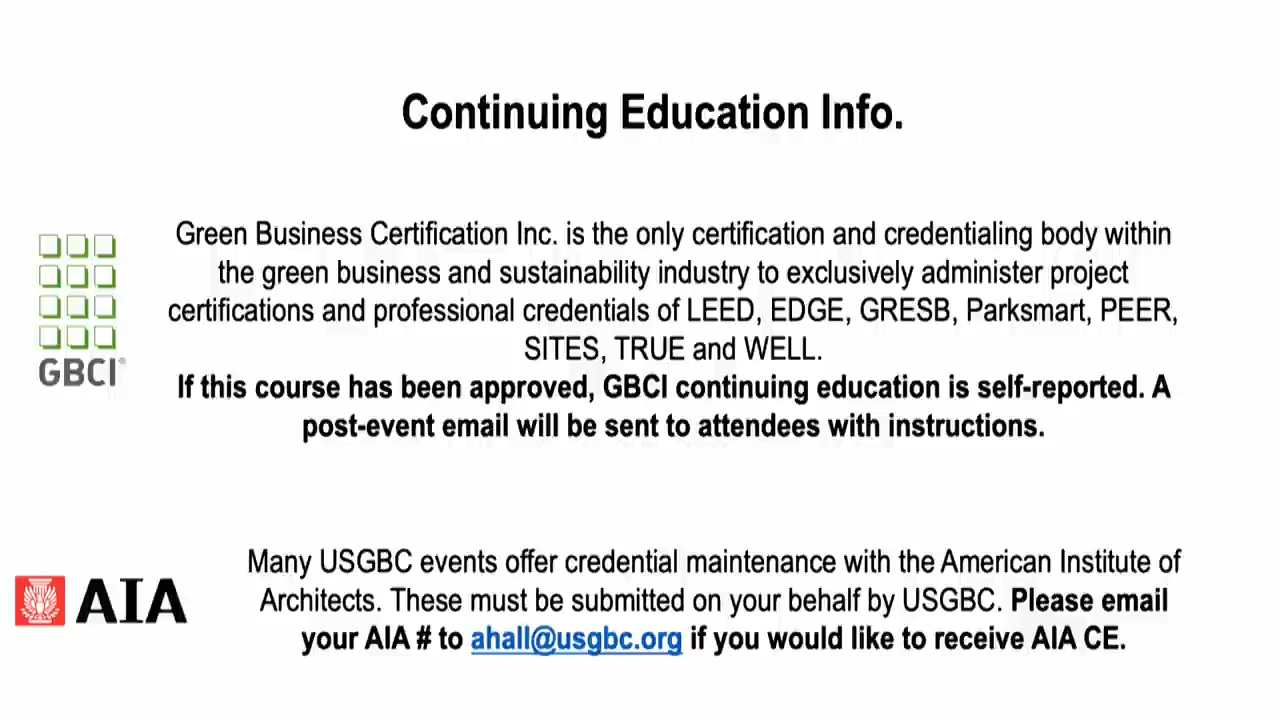 Continuing Education Info.
Green Business Certification Inc. is the only certification and credentialing body within
the green business and sustainability industry to exclusively administer project
certifications and professional credentials of LEED, EDGE, GRESB, Parksmart, PEER,
SITES, TRUE and WELL.
GBCI®
If this course has been approved, GBCI continuing education is self-reported. A
post-event email will be sent to attendees with instructions.
Many USGBC events offer credential maintenance with the American Institute of
AIA
Architects. These must be submitted on your behalf by USGBC. Please email
your AIA # to ahall@usgbc.org if you would like to receive AIA CE.